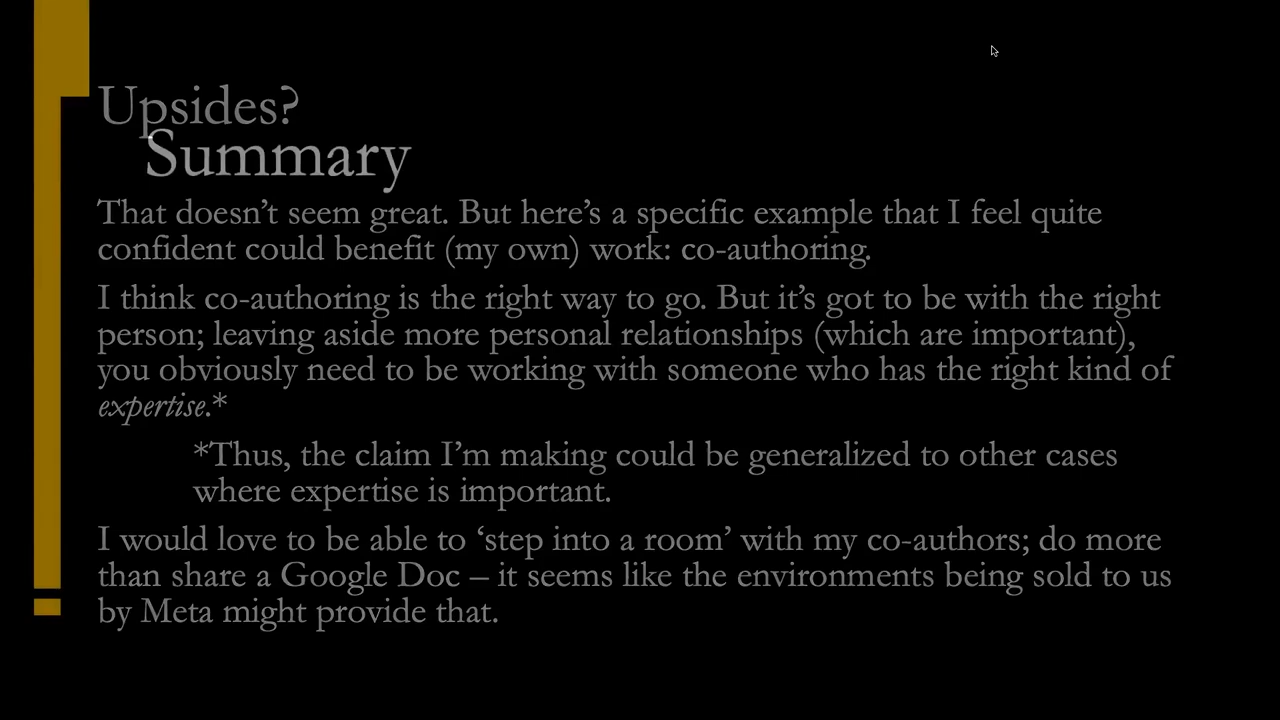 Upsides?
Summary
That doesn’t seem great. But here’s a specific example that I feel quite
confident could benefit (my own) work: co-authoring.
I think co-authoring is the right way to go. But it’s got to be with the right
person; leaving aside more personal relationships (which are important),
you obviously need to be working with someone who has the right kind of
expertise.*
*Thus, the claim I’m making could be generalized to other cases
where expertise is important.
I would love to be able to ‘step into a room’ with my co-authors; do more
than share a Google Doc – it seems like the environments being sold to us
by Meta might provide that.